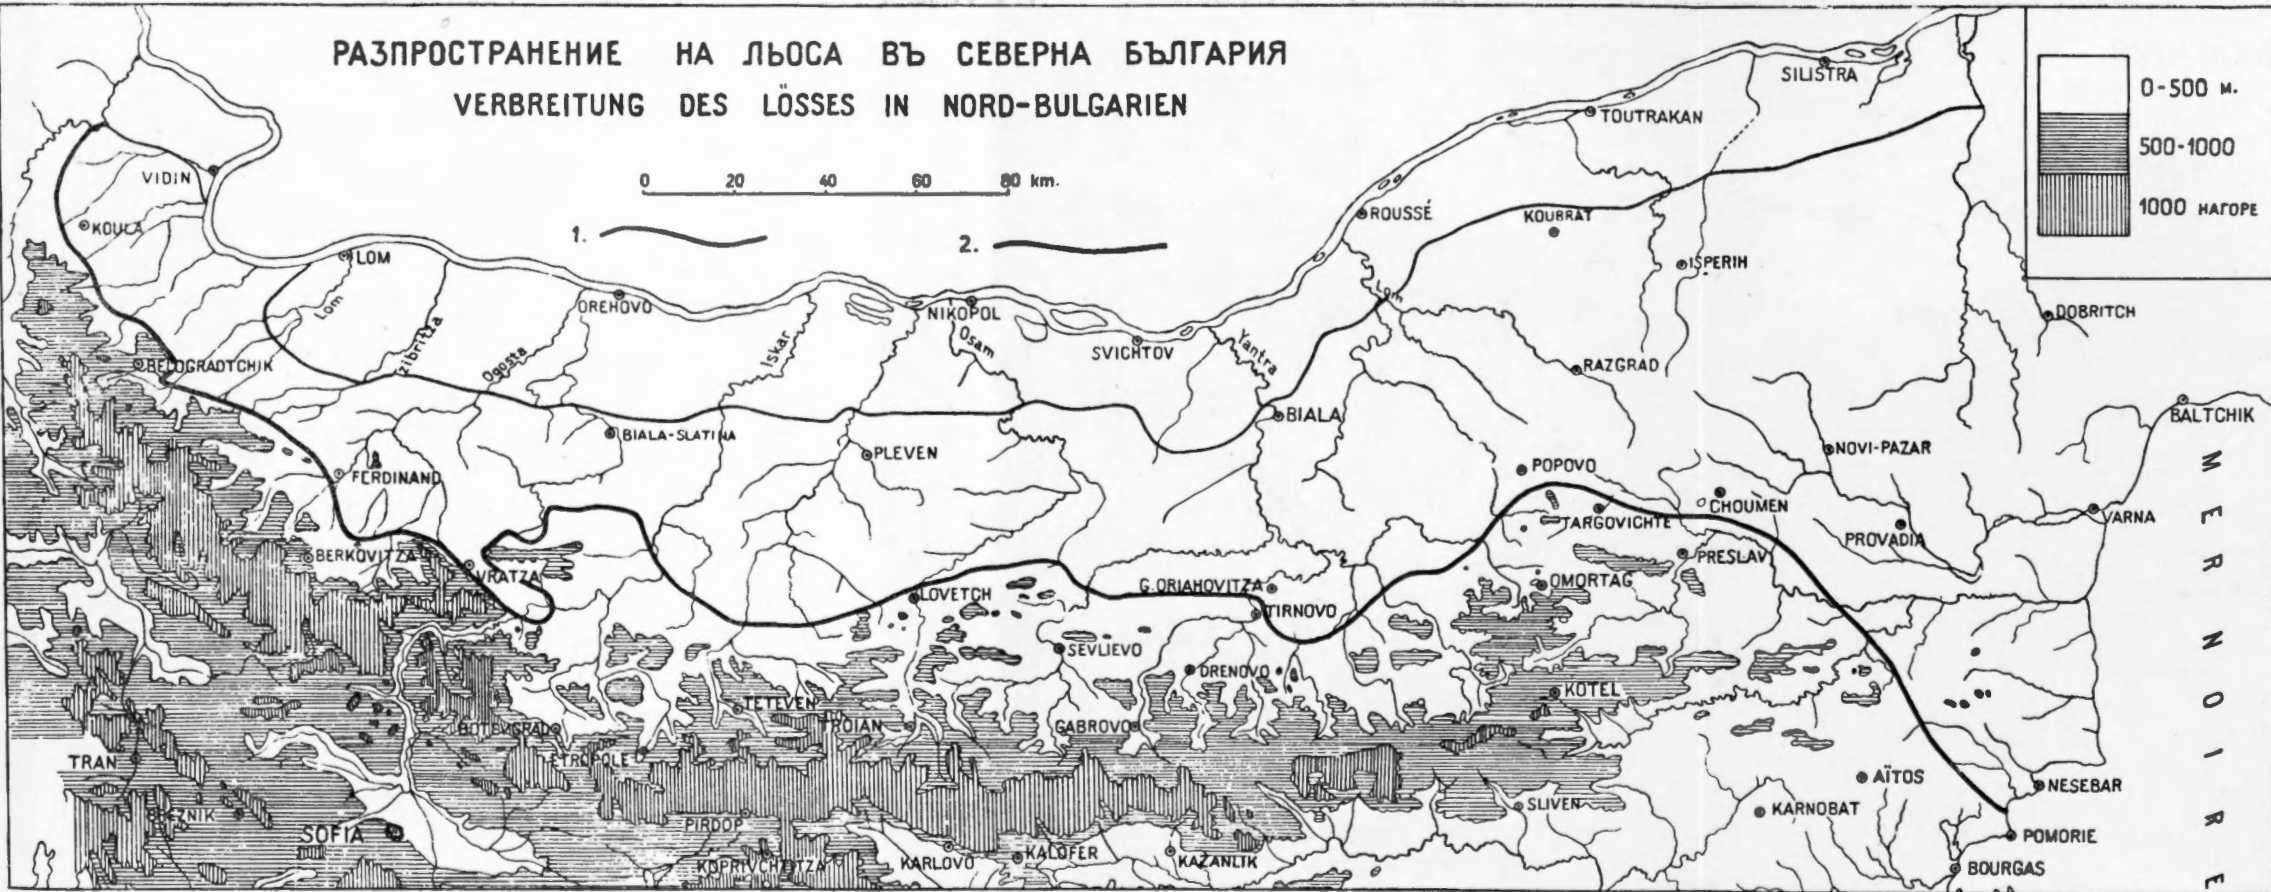 РАЗПРОСТРАНЕНИЕ НА ЛЬОСА ВЪ СЕВЕРНА БЪЛГАРИЯ
VERBREITUNG DES LÖSSES IN NORD-BULGARIEN
0 20 40 60 80 km.
1.
2.
0-500 м.
500-1000
1000 НАГОРЕ
SILISTRA
TOUTRAKAN
VIDIN
ROUSSÉ
KOUBRAT
KOULA
LOM
ISPERIH
Lom
OREHOVO
NIKOPOL
Lom
DOBRITCH
Zibritza
Ogosta
Iskar
Osam
SVICHTOV
Yantra
BELOGRADTCHIK
RAZGRAD
BIALA
BALTCHIK
BIALA-SLATINA
PLEVEN
NOVI-PAZAR
FERDINAND
POPOVO
CHOUMEN
TARGOVICHTE
VARNA
PROVADIA
BERKOVITZA
VRATZA
PRESLAV
LOVETCH
G.ORIAHOVITZA
OMORTAG
TIRNOVO
SEVLIEVO
DRENOVO
KOTEL
TETEVEN
TROIAN
GABROVO
BOTEVGRAD
ETROPOLE
TRAN
AÏTOS
NESEBAR
BREZNIK
SOFIA
PIRDOP
SLIVEN
KARNOBAT
POMORIE
KOPRIVCHTITZA
KARLOVO
KALOFER
KAZANLIK
BOURGAS
MER NOIRE